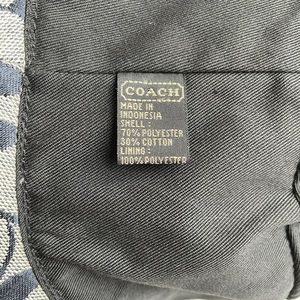 COACH
MADE IN
INDONESIA
SHELL :
70% POLYESTER
30% COTTON
LINING :
100% POLYESTER